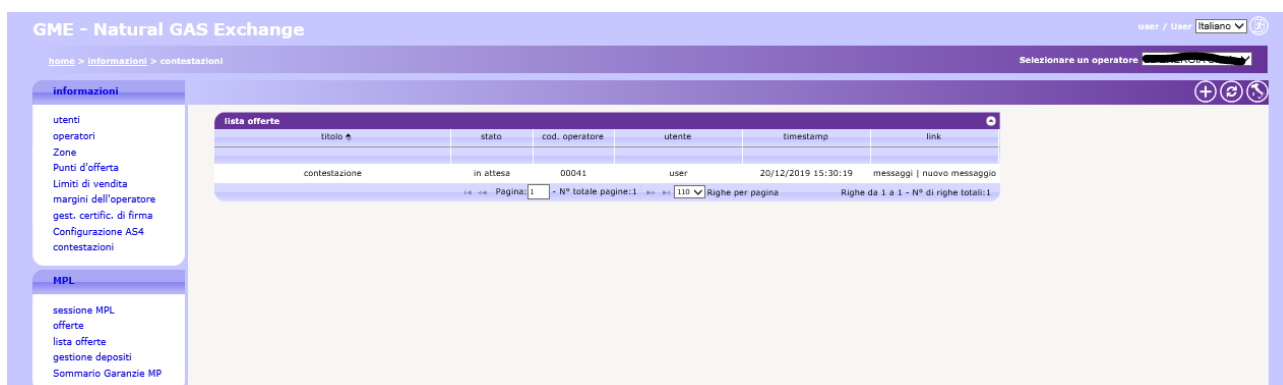 GME - Natural GAS Exchange
user / User Italiano
home > informazioni > contestazioni
Selezionare un operatore
informazioni
utenti
operatori
Zone
Punti d'offerta
Limiti di vendita
margini dell'operatore
gest. certific. di firma
Configurazione AS4
contestazioni
lista offerte
titolo stato cod. operatore utente timestamp link
contestazione in attesa 00041 user 20/12/2019 15:30:19 messaggi | nuovo messaggio
Pagina: 1 - N° totale pagine:1 110 Righe per pagina Righe da 1 a 1 - N° di righe totali:1
MPL
sessione MPL
offerte
lista offerte
gestione depositi
Sommario Garanzie MP